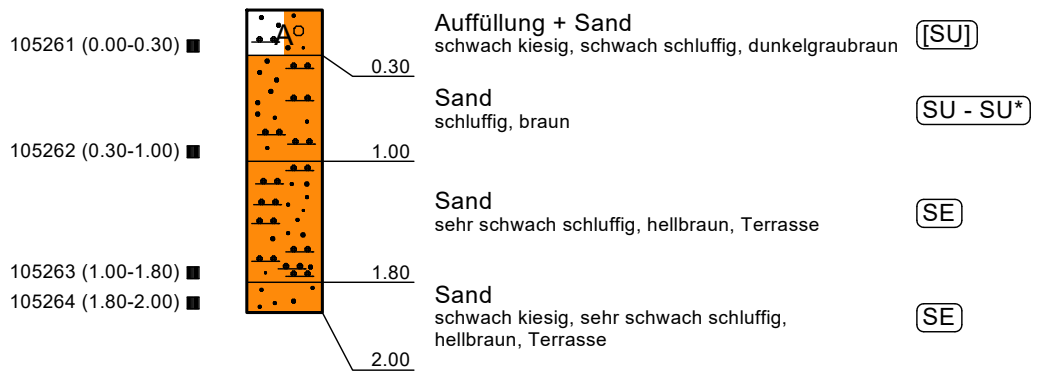 105261 (0.00-0.30)
A
0.30
Auffüllung + Sand
schwach kiesig, schwach schluffig, dunkelgraubraun
[SU]
105262 (0.30-1.00)
1.00
Sand
schluffig, braun
SU - SU*
105263 (1.00-1.80)
1.80
Sand
sehr schwach schluffig, hellbraun, Terrasse
SE
105264 (1.80-2.00)
2.00
Sand
schwach kiesig, sehr schwach schluffig,
hellbraun, Terrasse
SE